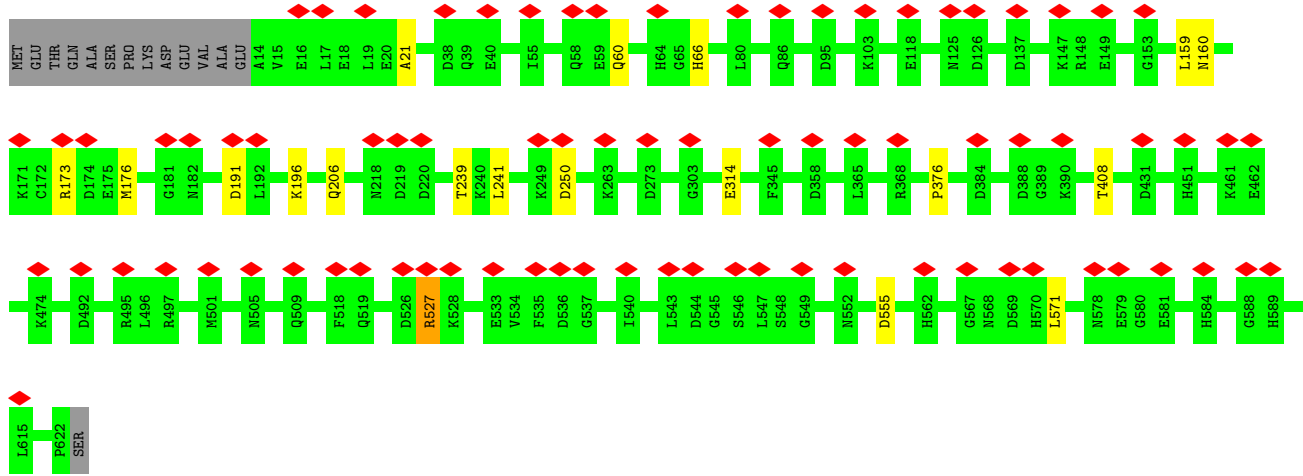 MET GLU THR GLN ALA SER PRO LYS ASP GLU VAL ALA GLU A14 V15 E16 L17 E18 L19 E20 A21 D38 Q39 E40 I55 Q58 E59 Q60 H64 G65 H66 L80 Q86 D95 K103 E118 N125 D126 D137 K147 R148 E149 G153 L159 N160
K171 C172 R173 D174 E175 M176 G181 N182 D191 L192 K196 Q206 N218 D219 D220 T239 K240 L241 K249 D250 K263 D273 G303 E314 F345 D358 L365 R368 P376 D384 D388 G389 K390 T408 D431 H451 K461 E462
K474 D492 R495 L496 R497 M501 N505 Q509 F518 Q519 D526 R527 K528 E533 V534 F535 D536 G537 I540 L543 D544 G545 S546 L547 S548 G549 N552 D555 H562 G567 N568 D569 H570 L571 N578 E579 G580 E581 H584 G588 H589
L615 P622 SER